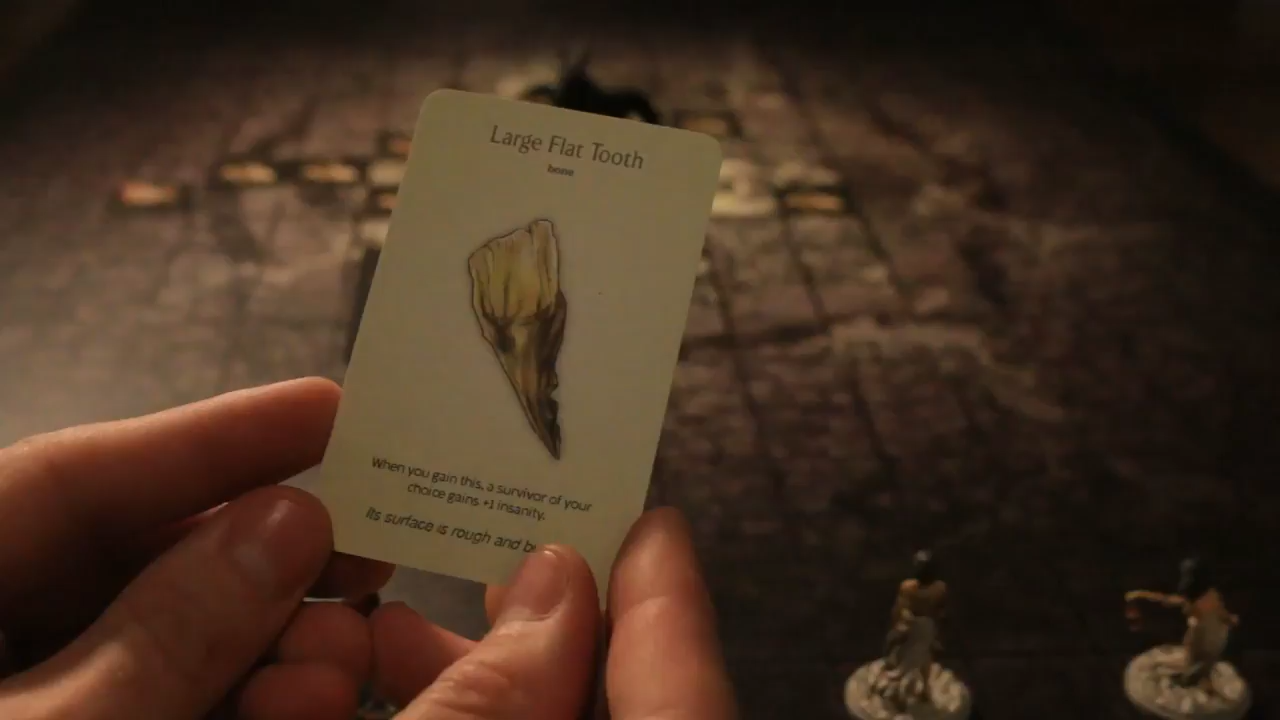 Large Flat Tooth
bone
When you gain this, a survivor of your
choice gains +1 insanity.
Its surface is rough and